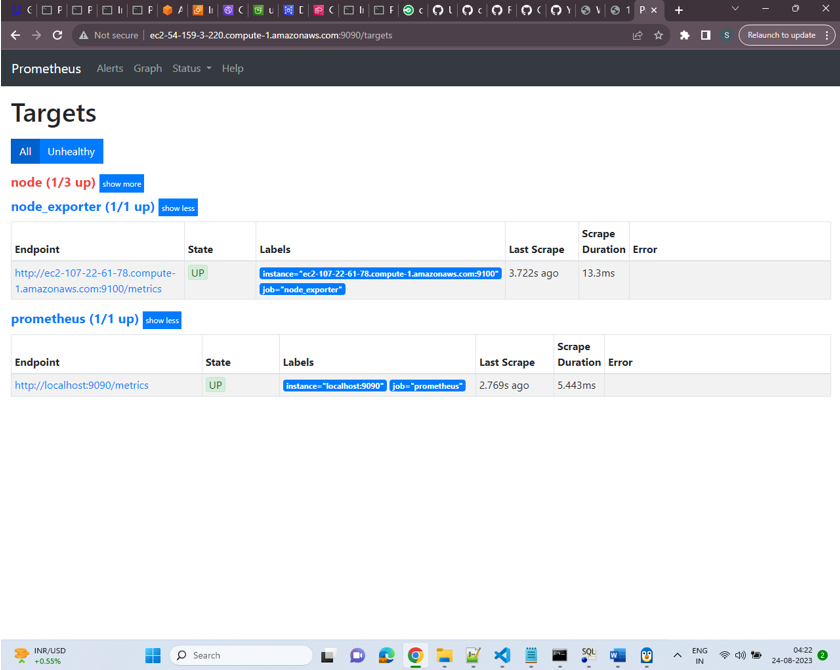 Not secure
ec2-54-159-3-220.compute-1.amazonaws.com:9090/targets
Relaunch to update
S
Prometheus Alerts Graph Status Help
Targets
All Unhealthy
node (1/3 up) show more
node_exporter (1/1 up) show less
Endpoint State Labels Last Scrape Scrape Duration Error
http://ec2-107-22-61-78.compute-
1.amazonaws.com:9100/metrics
UP
instance="ec2-107-22-61-78.compute-1.amazonaws.com:9100"
job="node_exporter"
3.722s ago
13.3ms
prometheus (1/1 up) show less
Endpoint State Labels Last Scrape Scrape Duration Error
http://localhost:9090/metrics UP instance="localhost:9090" job="prometheus" 2.769s ago 5.443ms
INR/USD
+0.55%
Search
SQL
ENG
IN
04:22
24-08-2023
2